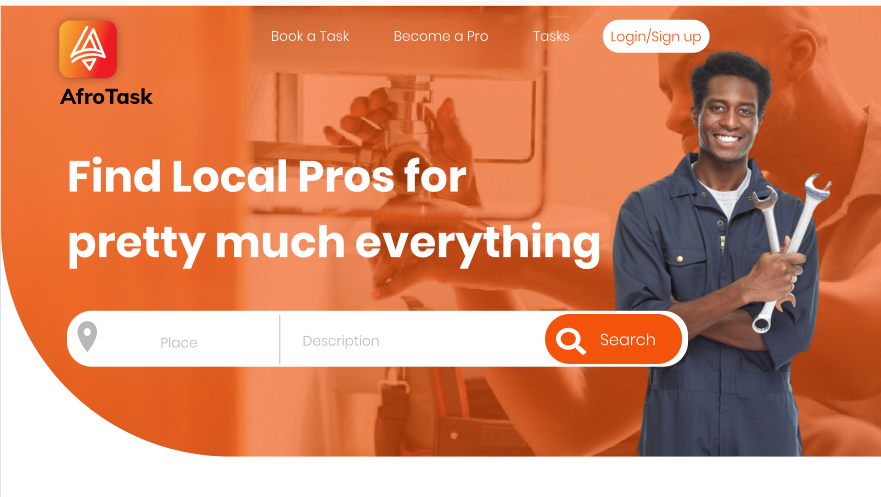 Book a Task
Become a Pro
Tasks
Login/Sign up
AfroTask
Find Local Pros for
pretty much everything
Place
Description
Search